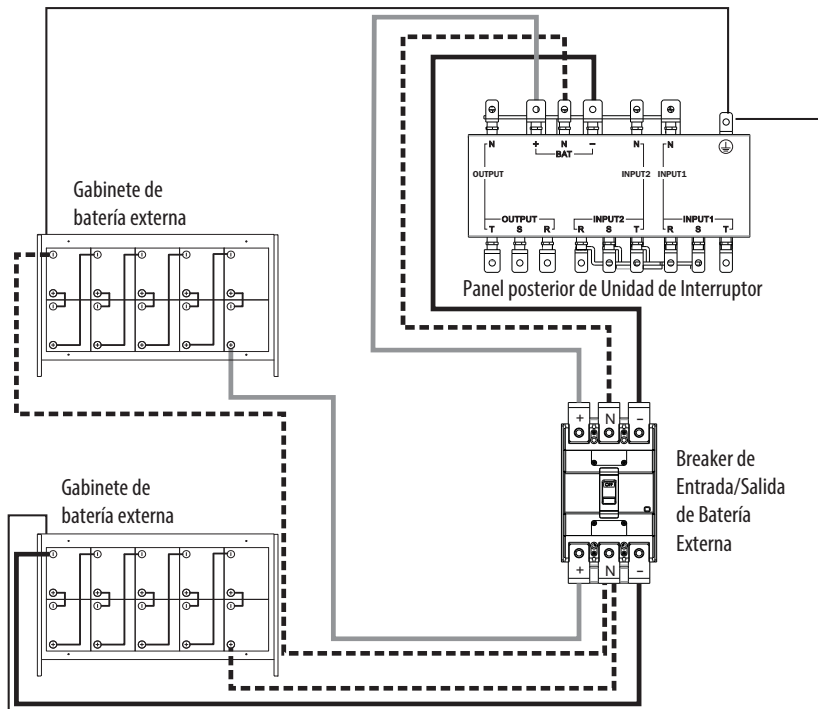 N + N − N N
BAT
OUTPUT INPUT2 INPUT1
OUTPUT INPUT2 INPUT1
T S R R S T R S T
Panel posterior de Unidad de Interruptor
Gabinete de
batería externa
+ N −
OFF
Breaker de
Entrada/Salida
de Batería
Externa
+ N −
Gabinete de
batería externa